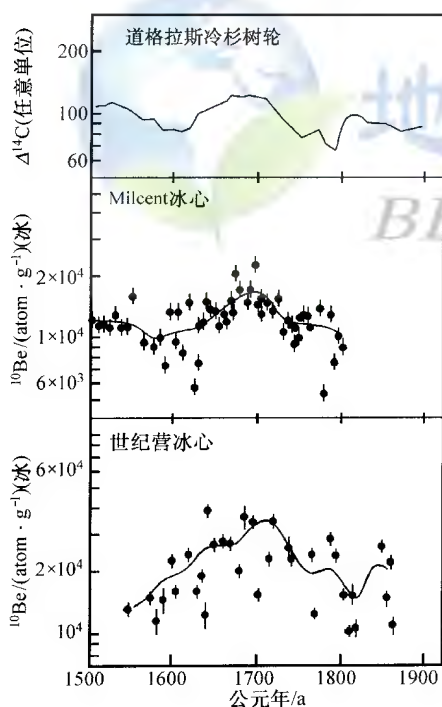 道格拉斯冷杉树轮
Δ¹⁴C(任意单位)
200
100
60
Milcent冰心
¹⁰Be/(atom·g⁻¹)(冰)
2×10⁴
1×10⁴
6×10³
世纪营冰心
¹⁰Be/(atom·g⁻¹)(冰)
6×10⁴
2×10⁴
10⁴
1500 1600 1700 1800 1900
公元年/a
地